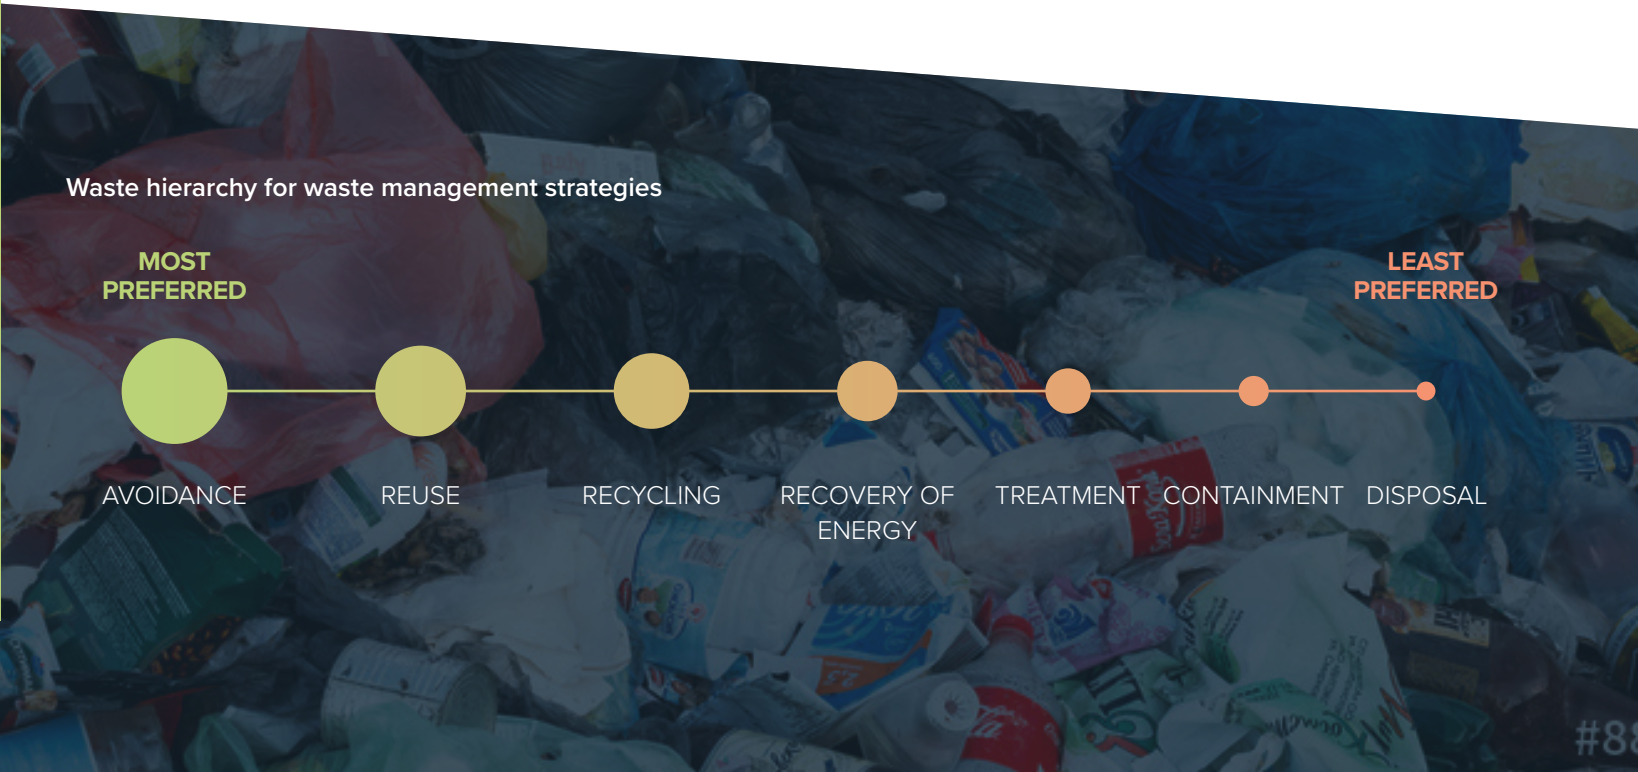 Waste hierarchy for waste management strategies
MOST
PREFERRED
LEAST
PREFERRED
AVOIDANCE
REUSE
RECYCLING
RECOVERY OF
ENERGY
TREATMENT
CONTAINMENT
DISPOSAL